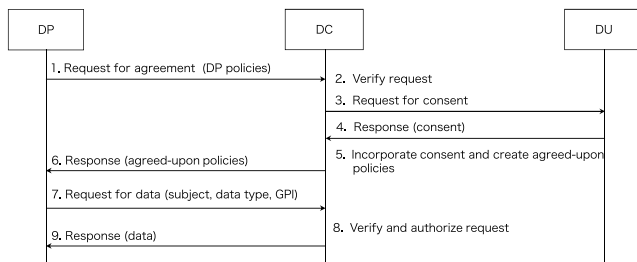 DP
DC
DU
1. Request for agreement (DP policies)
2. Verify request
3. Request for consent
4. Response (consent)
5. Incorporate consent and create agreed-upon
policies
6. Response (agreed-upon policies)
7. Request for data (subject, data type, GPI)
8. Verify and authorize request
9. Response (data)